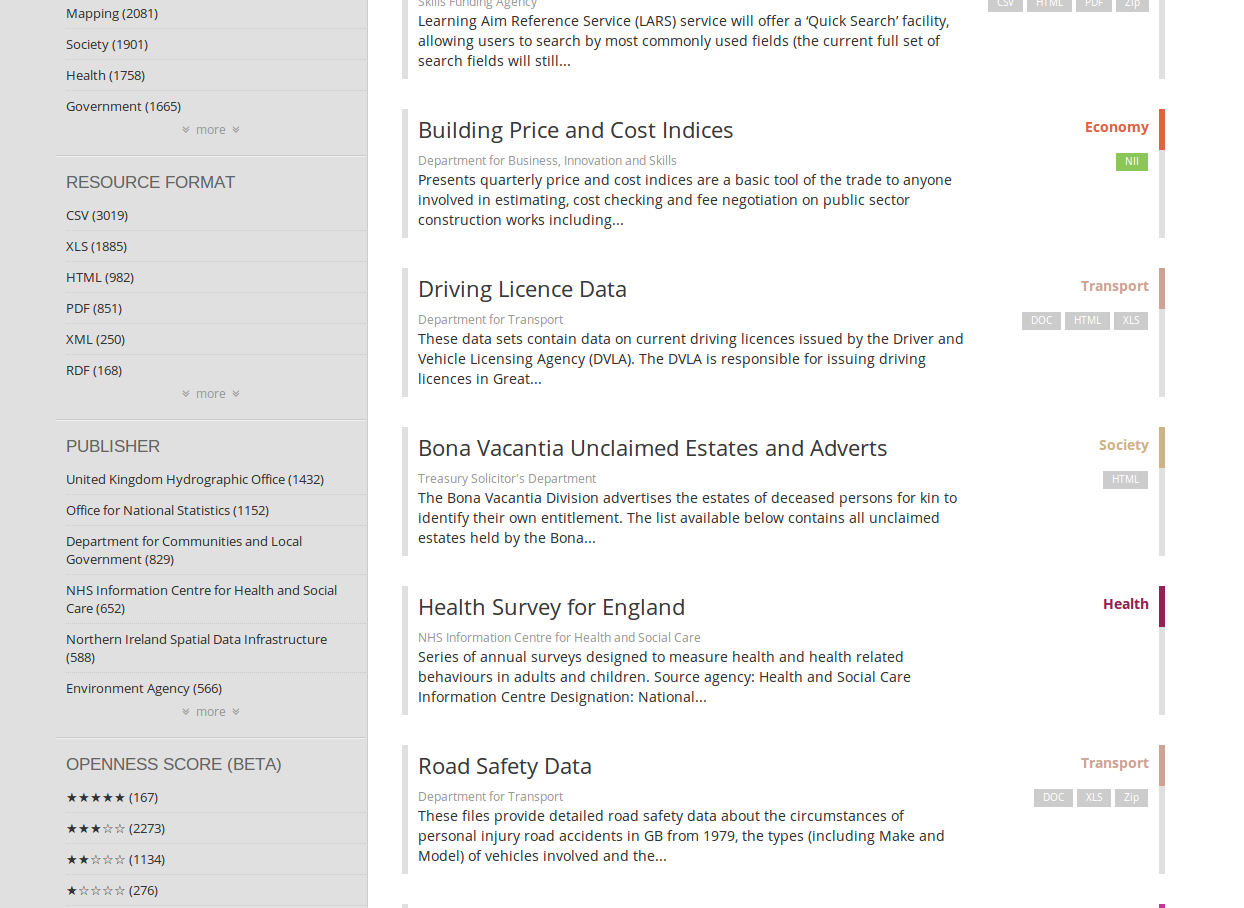 Mapping (2081)
Society (1901)
Health (1758)
Government (1665)
more
RESOURCE FORMAT
CSV (3019)
XLS (1885)
HTML (982)
PDF (851)
XML (250)
RDF (168)
more
PUBLISHER
United Kingdom Hydrographic Office (1432)
Office for National Statistics (1152)
Department for Communities and Local
Government (829)
NHS Information Centre for Health and Social
Care (652)
Northern Ireland Spatial Data Infrastructure
(588)
Environment Agency (566)
more
OPENNESS SCORE (BETA)
★★★★★ (167)
★★★☆☆ (2273)
★★☆☆☆ (1134)
★☆☆☆☆ (276)
Skills Funding Agency
CSV HTML PDF Zip
Learning Aim Reference Service (LARS) service will offer a ‘Quick Search’ facility,
allowing users to search by most commonly used fields (the current full set of
search fields will still...
Building Price and Cost Indices
Economy
Department for Business, Innovation and Skills
NII
Presents quarterly price and cost indices are a basic tool of the trade to anyone
involved in estimating, cost checking and fee negotiation on public sector
construction works including...
Driving Licence Data
Transport
Department for Transport
DOC HTML XLS
These data sets contain data on current driving licences issued by the Driver and
Vehicle Licensing Agency (DVLA). The DVLA is responsible for issuing driving
licences in Great...
Bona Vacantia Unclaimed Estates and Adverts
Society
Treasury Solicitor's Department
HTML
The Bona Vacantia Division advertises the estates of deceased persons for kin to
identify their own entitlement. The list available below contains all unclaimed
estates held by the Bona...
Health Survey for England
Health
NHS Information Centre for Health and Social Care
Series of annual surveys designed to measure health and health related
behaviours in adults and children. Source agency: Health and Social Care
Information Centre Designation: National...
Road Safety Data
Transport
Department for Transport
DOC XLS Zip
These files provide detailed road safety data about the circumstances of
personal injury road accidents in GB from 1979, the types (including Make and
Model) of vehicles involved and the...